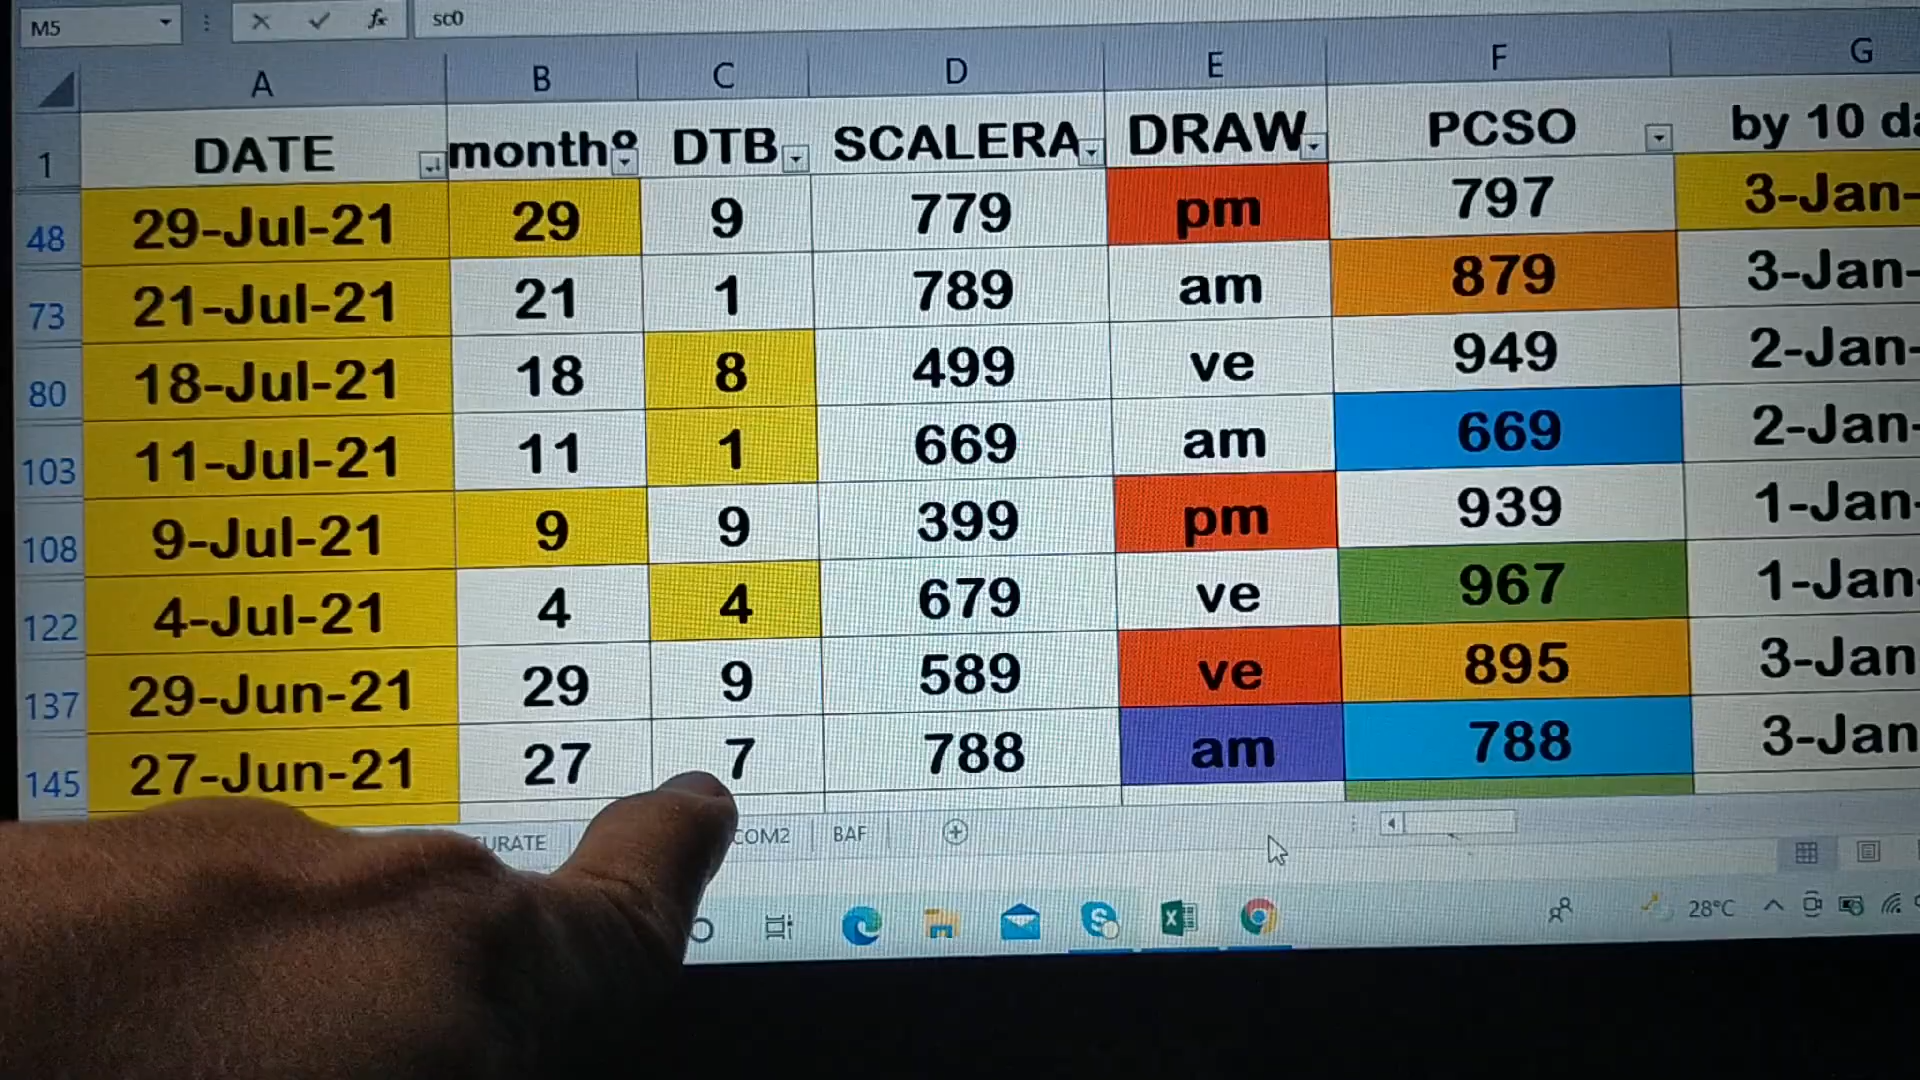 M5 fx sc0
A B C D E F G
1 DATE month DTB SCALERA DRAW PCSO by 10
48 29-Jul-21 29 9 779 pm 797 3-Jan-
73 21-Jul-21 21 1 789 am 879 3-Jan-
80 18-Jul-21 18 8 499 ve 949 2-Jan-
103 11-Jul-21 11 1 669 am 669 2-Jan-
108 9-Jul-21 9 9 399 pm 939 1-Jan-
122 4-Jul-21 4 4 679 ve 967 1-Jan-
137 29-Jun-21 29 9 589 ve 895 3-Jan
145 27-Jun-21 27 7 788 am 788 3-Jan
URATE COM2 BAF
28°C